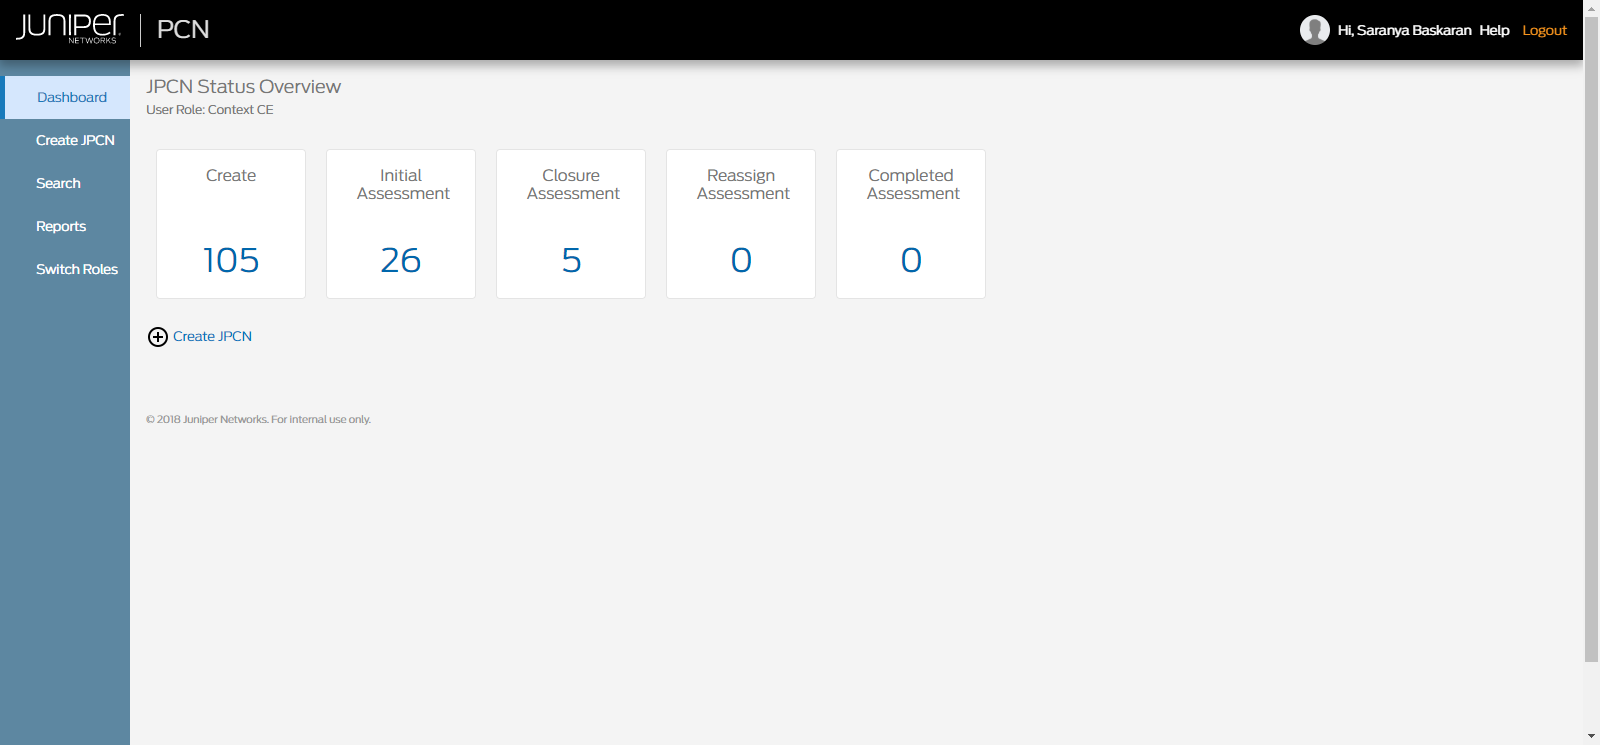 JUNIPER
NETWORKS
PCN
Hi, Saranya Baskaran Help Logout
Dashboard
Create JPCN
Search
Reports
Switch Roles
JPCN Status Overview
User Role: Context CE
Create
105
Initial
Assessment
26
Closure
Assessment
5
Reassign
Assessment
0
Completed
Assessment
0
Create JPCN
© 2018 Juniper Networks. For internal use only.